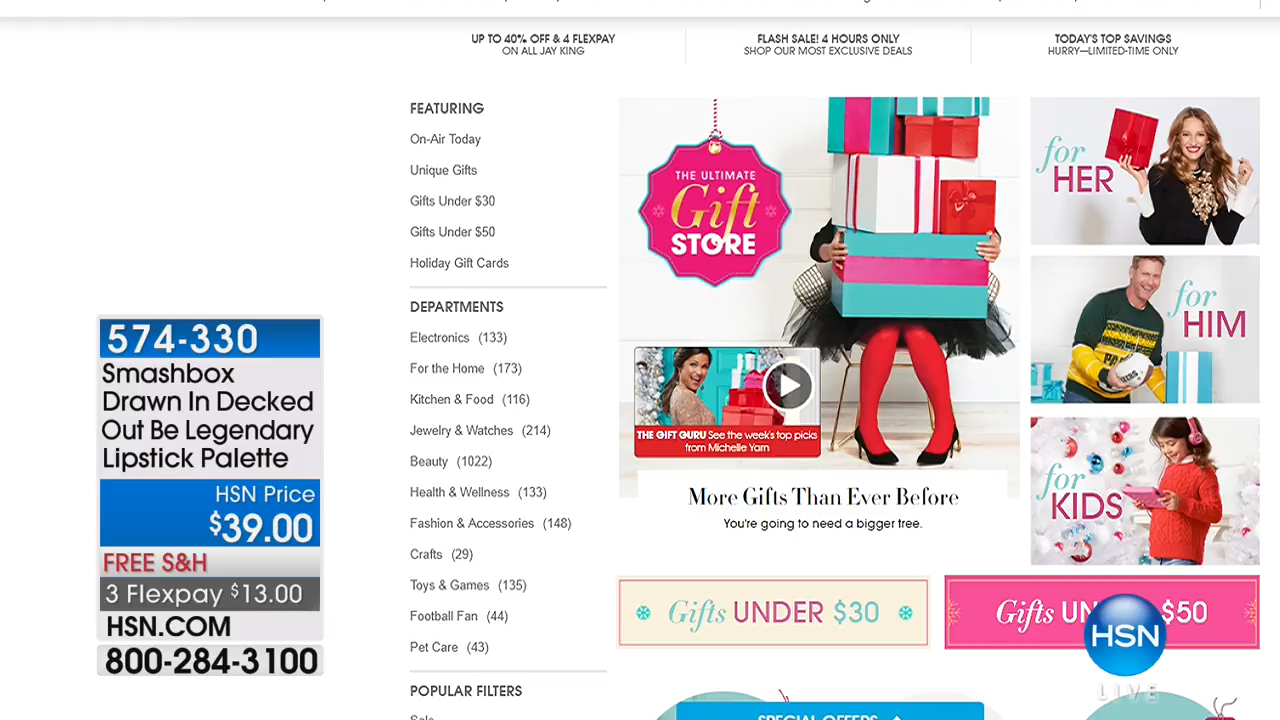 UP TO 40% OFF & 4 FLEXPAY
ON ALL JAY KING
FLASH SALE! 4 HOURS ONLY
SHOP OUR MOST EXCLUSIVE DEALS
TODAY'S TOP SAVINGS
HURRY—LIMITED-TIME ONLY
574-330
Smashbox
Drawn In Decked
Out Be Legendary
Lipstick Palette
HSN Price
$39.00
FREE S&H
3 Flexpay $13.00
HSN.COM
800-284-3100
FEATURING
On-Air Today
Unique Gifts
Gifts Under $30
Gifts Under $50
Holiday Gift Cards
DEPARTMENTS
Electronics (133)
For the Home (173)
Kitchen & Food (116)
Jewelry & Watches (214)
Beauty (1022)
Health & Wellness (133)
Fashion & Accessories (148)
Crafts (29)
Toys & Games (135)
Football Fan (44)
Pet Care (43)
POPULAR FILTERS
Sale
THE ULTIMATE
Gift
STORE
THE GIFT GURU See the week's top picks
from Michelle Yarn
More Gifts Than Ever Before
You're going to need a bigger tree.
for
HER
for
HIM
for
KIDS
Gifts UNDER $30
Gifts UN $50
HSN
LIVE
SPECIAL OFFERS